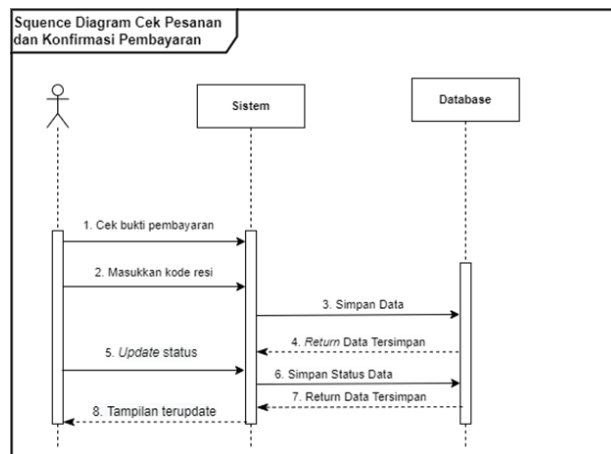 Squence Diagram Cek Pesanan
dan Konfirmasi Pembayaran
Sistem
Database
1. Cek bukti pembayaran
2. Masukkan kode resi
3. Simpan Data
4. Return Data Tersimpan
5. Update status
6. Simpan Status Data
7. Return Data Tersimpan
8. Tampilan terupdate